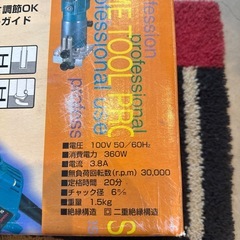 調節OK
ガイド
professional use
professional
■電圧 100V 50/60Hz
■消費電力 360W
■電流 3.8A
■無負荷回転数(r.p.m) 30,000
■定格時間 20分
■チャック径 6㎜
■重量 1.5kg
■絶縁構造 回 二重絶縁構造